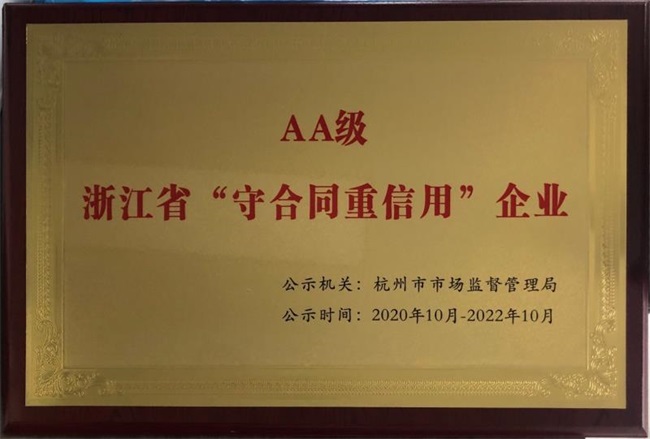 AA级
浙江省“守合同重信用”企业
公示机关：杭州市市场监督管理局
公示时间：2020年10月-2022年10月